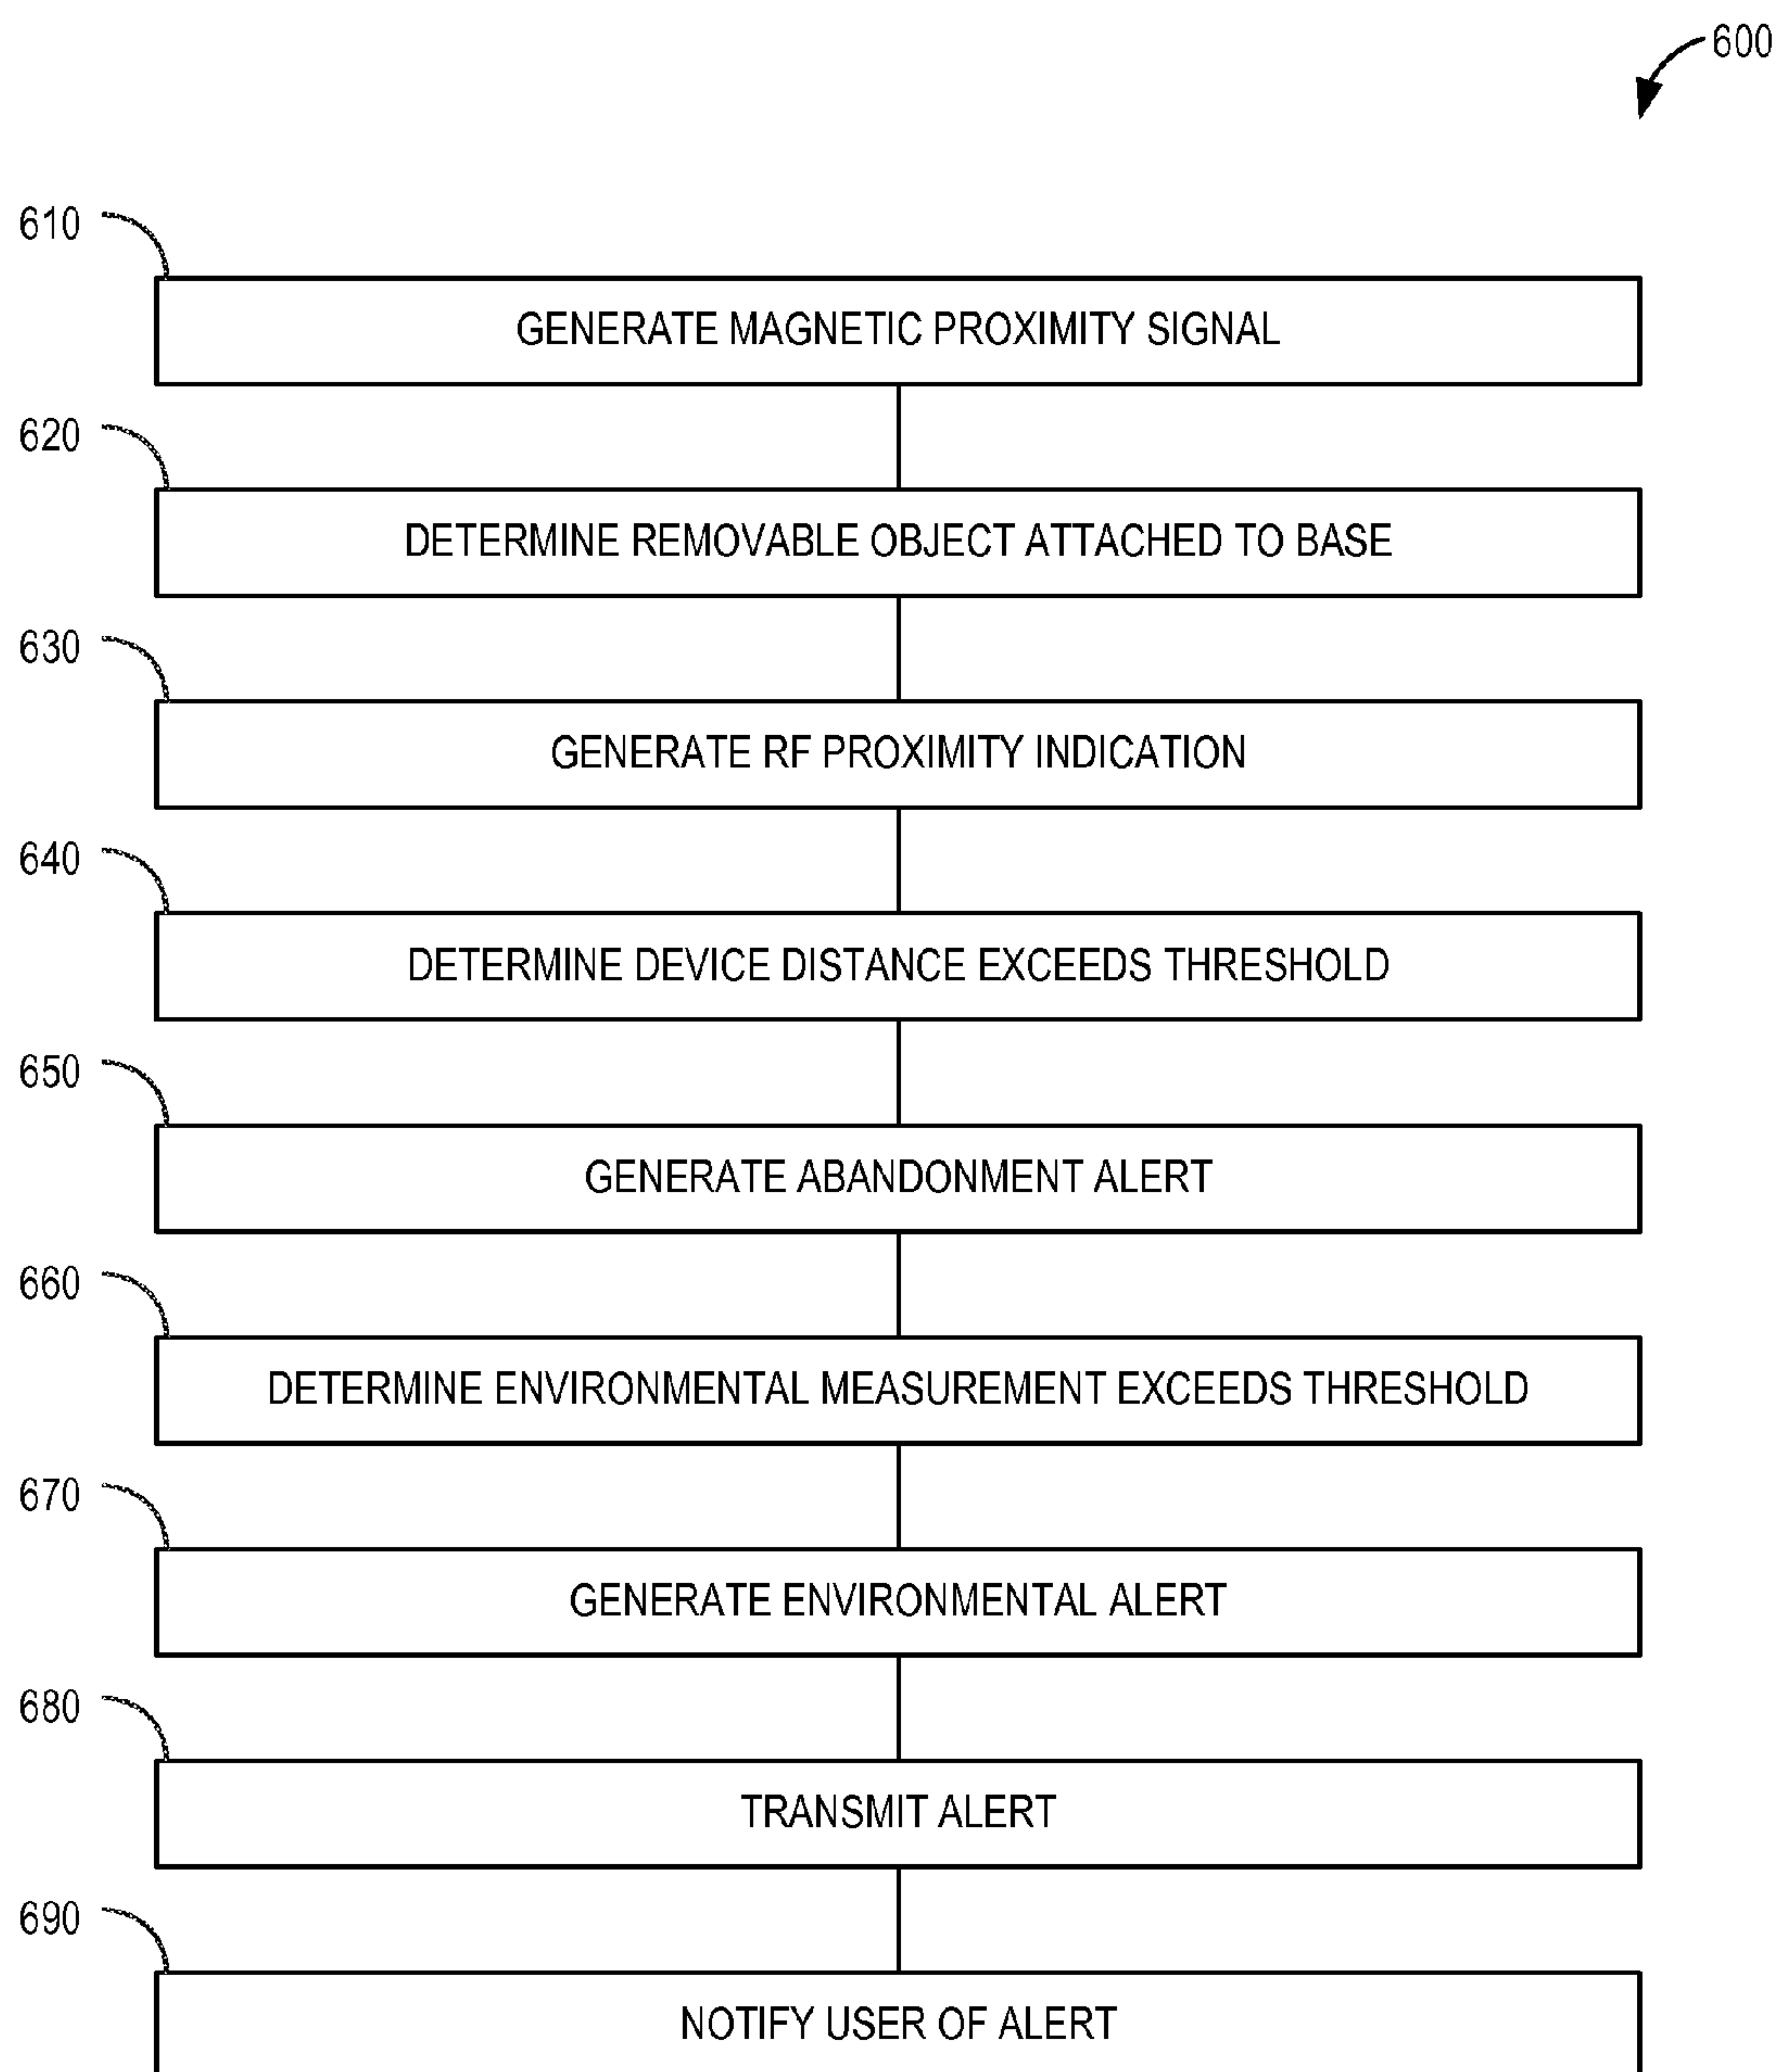 600
610
GENERATE MAGNETIC PROXIMITY SIGNAL
620
DETERMINE REMOVABLE OBJECT ATTACHED TO BASE
630
GENERATE RF PROXIMITY INDICATION
640
DETERMINE DEVICE DISTANCE EXCEEDS THRESHOLD
650
GENERATE ABANDONMENT ALERT
660
DETERMINE ENVIRONMENTAL MEASUREMENT EXCEEDS THRESHOLD
670
GENERATE ENVIRONMENTAL ALERT
680
TRANSMIT ALERT
690
NOTIFY USER OF ALERT